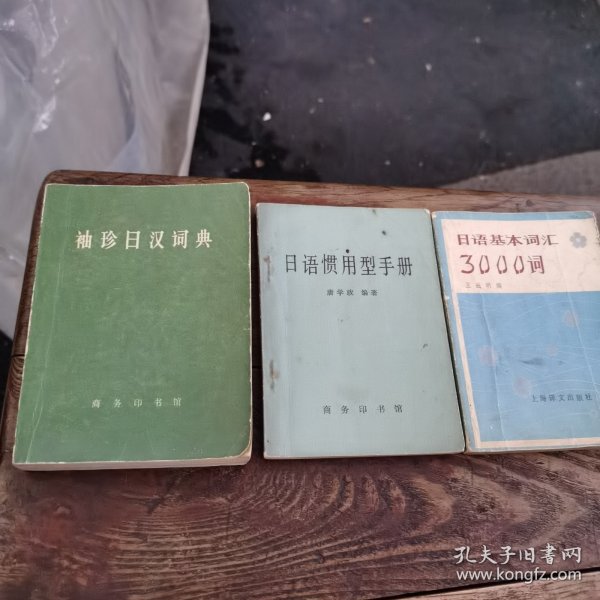 袖珍日汉词典
商务印书馆
日语惯用型手册
编著
商务印书馆
日语基本词汇
3000词
上海译文出版社
孔夫子旧书网
www.kongfz.com